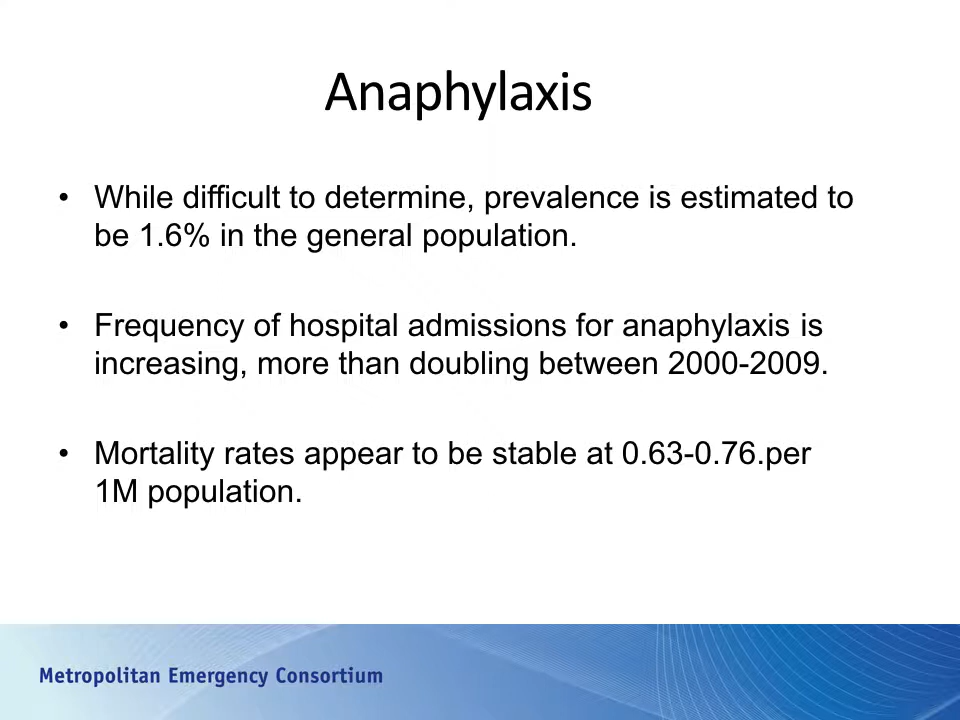 Anaphylaxis
• While difficult to determine, prevalence is estimated to
be 1.6% in the general population.
• Frequency of hospital admissions for anaphylaxis is
increasing, more than doubling between 2000-2009.
• Mortality rates appear to be stable at 0.63-0.76.per
1M population.
Metropolitan Emergency Consortium